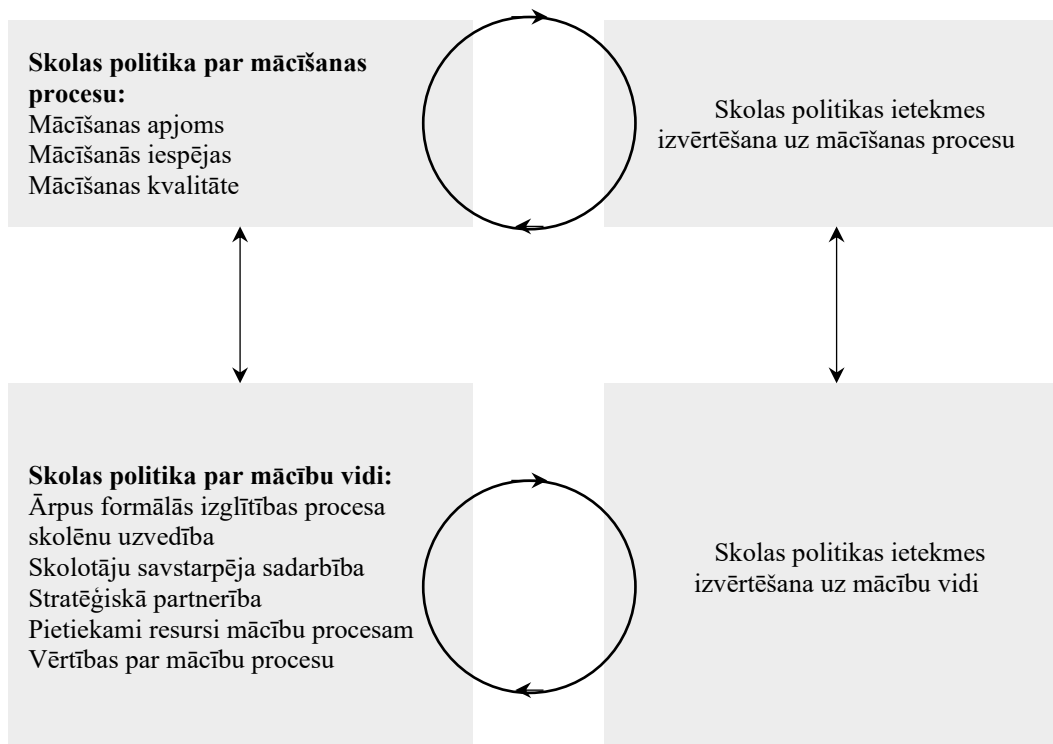 Skolas politika par mācīšanas
procesu:
Mācīšanas apjoms
Mācīšanās iespējas
Mācīšanas kvalitāte
Skolas politikas ietekmes
izvērtēšana uz mācīšanas procesu
Skolas politika par mācību vidi:
Ārpus formālās izglītības procesa
skolēnu uzvedība
Skolotāju savstarpēja sadarbība
Stratēģiskā partnerība
Pietiekami resursi mācību procesam
Vērtības par mācību procesu
Skolas politikas ietekmes
izvērtēšana uz mācību vidi